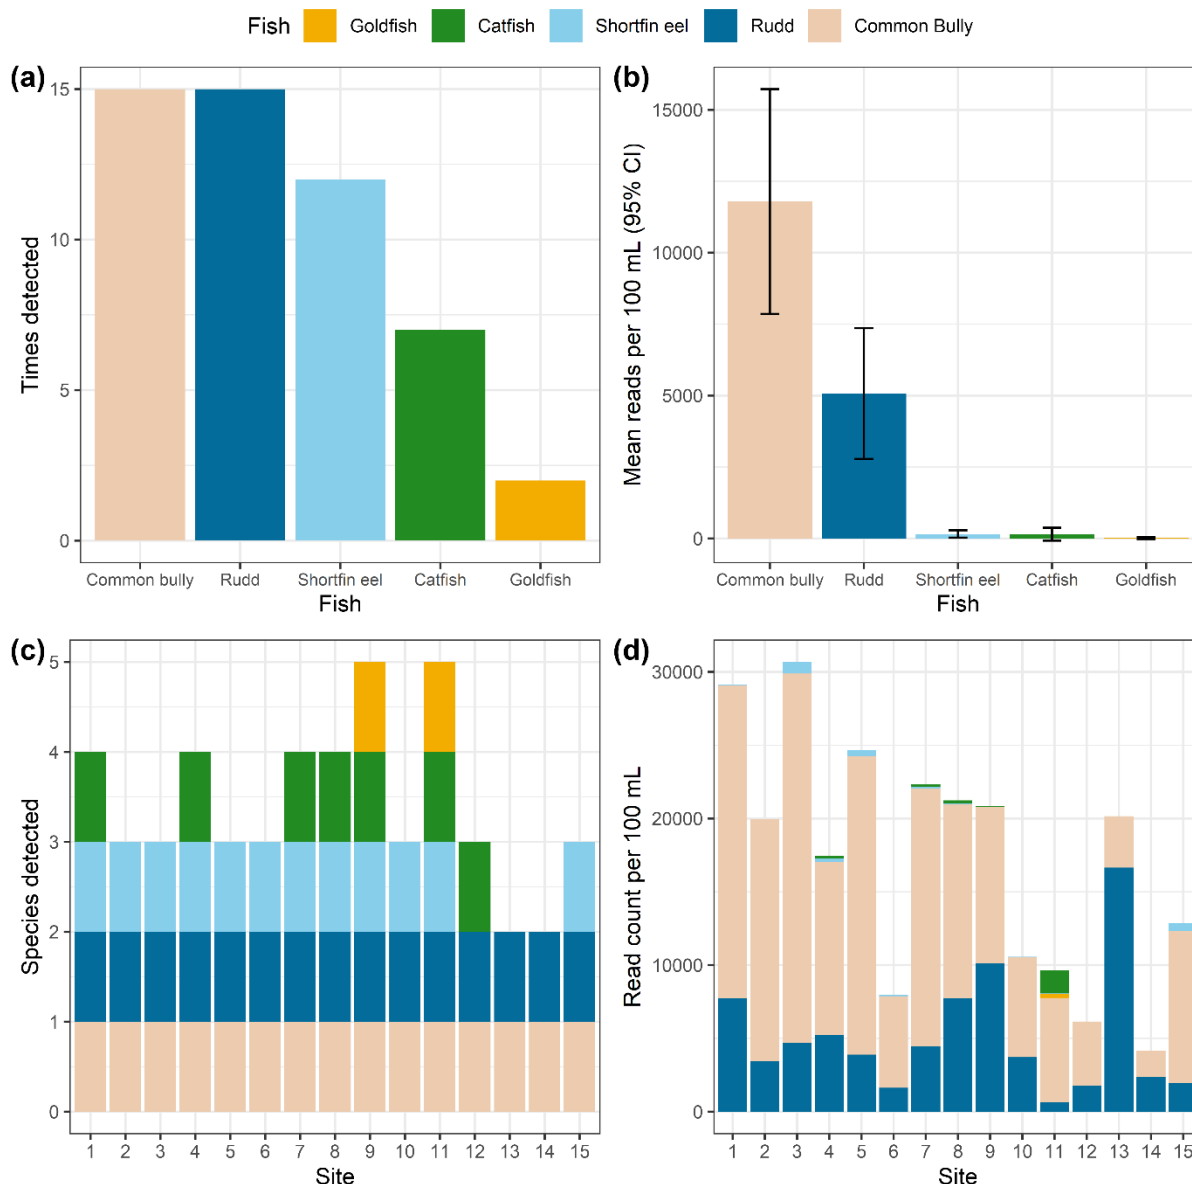 Fish Goldfish Catfish Shortfin eel Rudd Common Bully
(a)
Times detected
15
10
5
0
Common bully Rudd Shortfin eel Catfish Goldfish
Fish
(b)
Mean reads per 100 mL (95% CI)
15000
10000
5000
0
Common bully Rudd Shortfin eel Catfish Goldfish
Fish
(c)
Species detected
5
4
3
2
1
0
1 2 3 4 5 6 7 8 9 10 11 12 13 14 15
Site
(d)
Read count per 100 mL
30000
20000
10000
0
1 2 3 4 5 6 7 8 9 10 11 12 13 14 15
Site